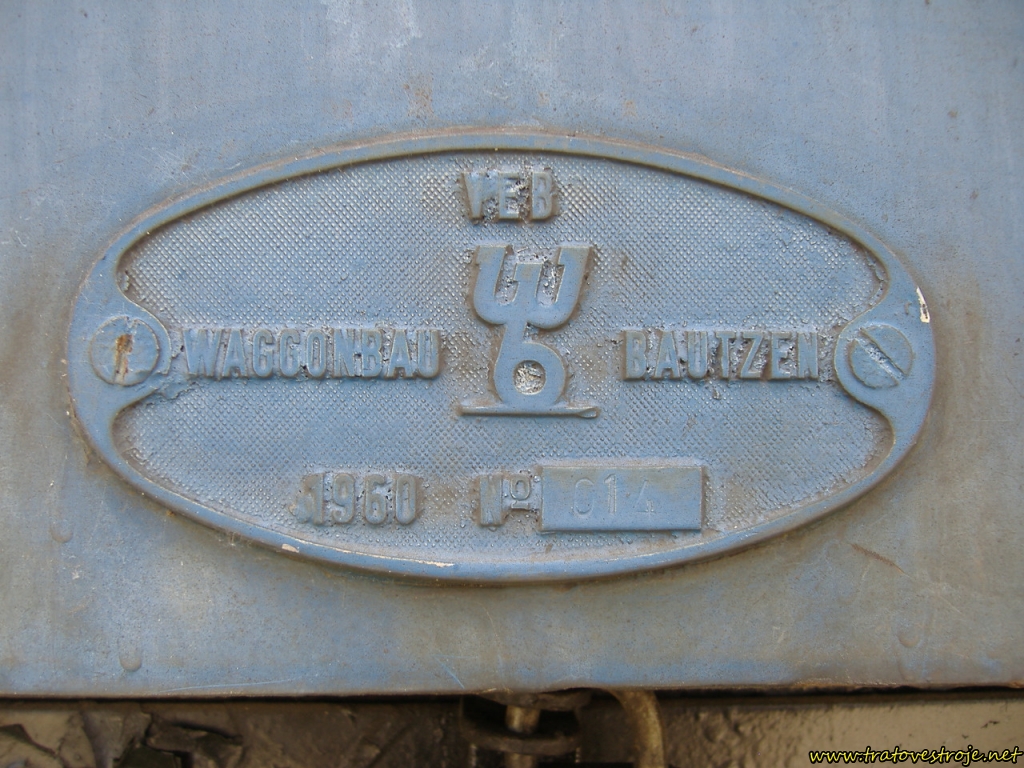 VEB
WAGGONBAU BAUTZEN
1960 Nº 014
www.tratovestroje.net